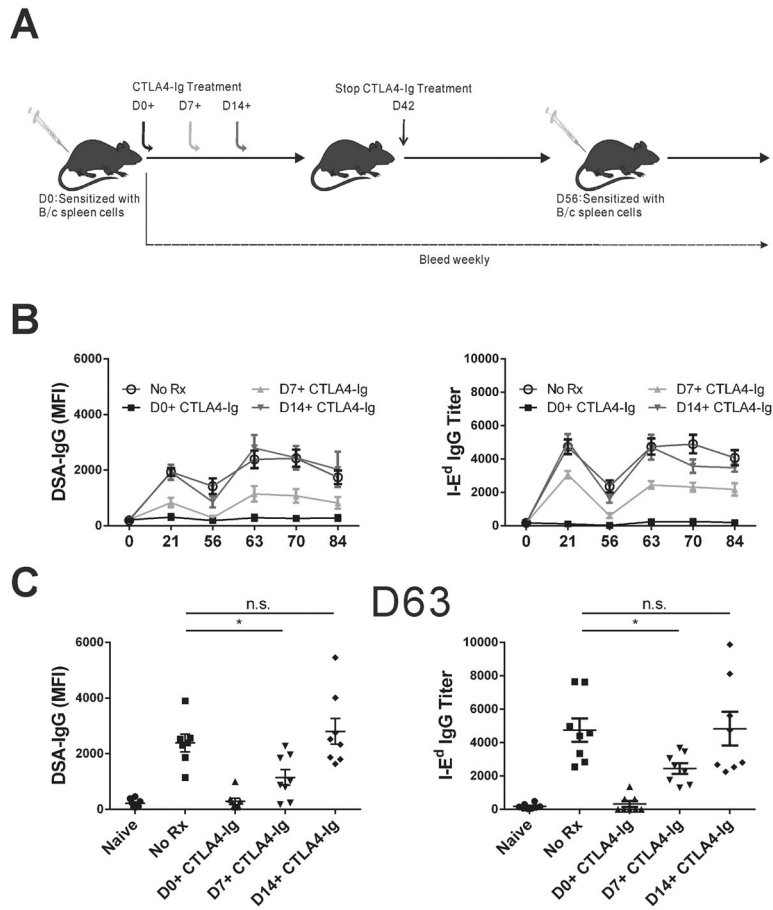 A
CTLA4-Ig Treatment
D0+ D7+ D14+
Stop CTLA4-Ig Treatment
D42
D0:Sensitized with
B/c spleen cells
D56:Sensitized with
B/c spleen cells
Bleed weekly
B
DSA-IgG (MFI)
6000
4000
2000
0
No Rx
D0+ CTLA4-Ig
D7+ CTLA4-Ig
D14+ CTLA4-Ig
0 21 56 63 70 84
I-Ed IgG Titer
10000
8000
6000
4000
2000
0
No Rx
D0+ CTLA4-Ig
D7+ CTLA4-Ig
D14+ CTLA4-Ig
0 21 56 63 70 84
C
D63
DSA-IgG (MFI)
6000
4000
2000
0
n.s.
*
Naive
No Rx
D0+ CTLA4-Ig
D7+ CTLA4-Ig
D14+ CTLA4-Ig
I-Ed IgG Titer
10000
8000
6000
4000
2000
0
n.s.
*
Naive
No Rx
D0+ CTLA4-Ig
D7+ CTLA4-Ig
D14+ CTLA4-Ig